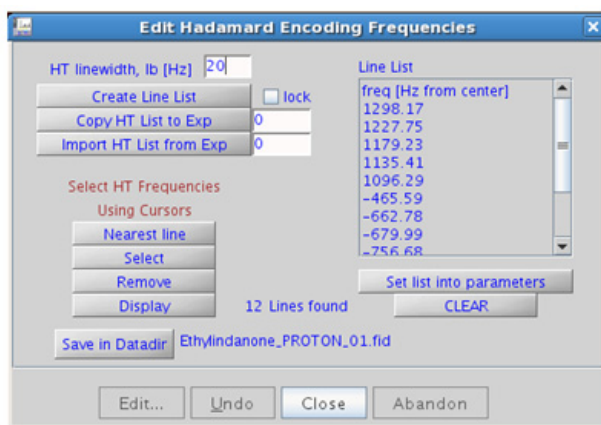 Edit Hadamard Encoding Frequencies
HT linewidth, lb [Hz] 20
Create Line List lock
Copy HT List to Exp 0
Import HT List from Exp 0
Select HT Frequencies
Using Cursors
Nearest line
Select
Remove
Display
12 Lines found
Save in Datadir Ethylindanone_PROTON_01.fid
Line List
freq [Hz from center]
1298.17
1227.75
1179.23
1135.41
1096.29
-465.59
-662.78
-679.99
-756.68
Set list into parameters
CLEAR
Edit... Undo Close Abandon